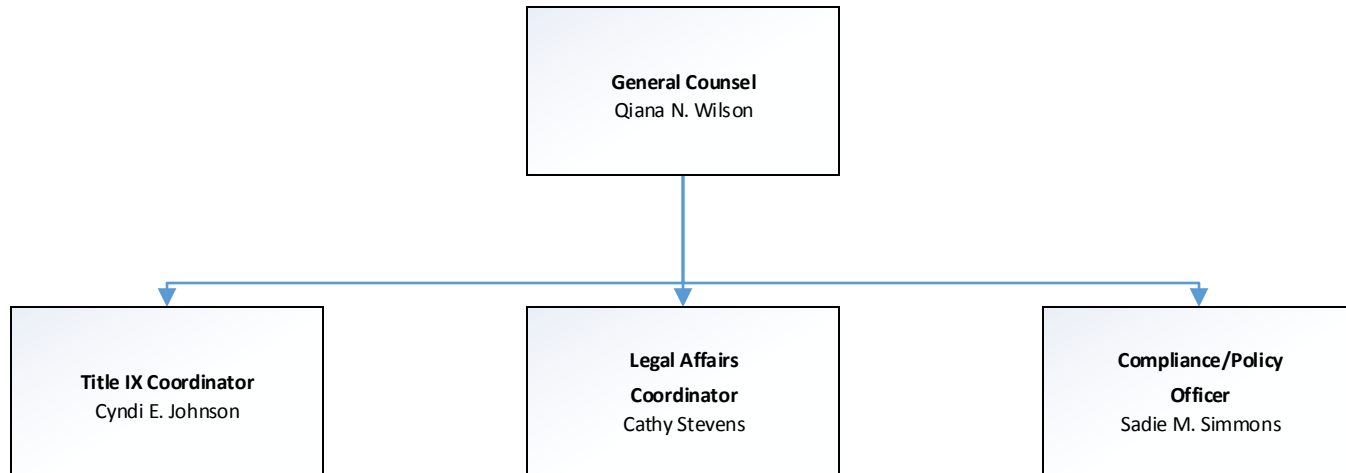 General Counsel
Qiana N. Wilson
Title IX Coordinator
Cyndi E. Johnson
Legal Affairs
Coordinator
Cathy Stevens
Compliance/Policy
Officer
Sadie M. Simmons